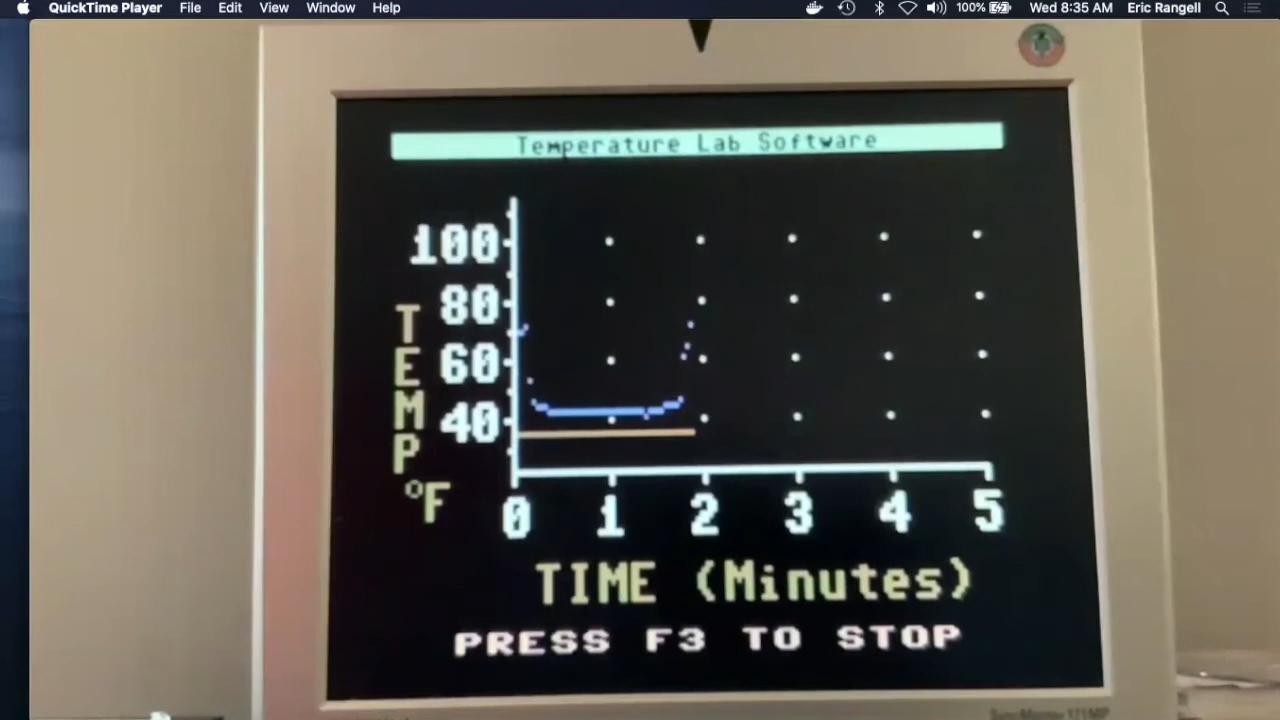 QuickTime Player File Edit View Window Help 100% Wed 8:35 AM Eric Rangell
Temperature Lab Software
100
80
60
40
TEMP °F
0 1 2 3 4 5
TIME (Minutes)
PRESS F3 TO STOP